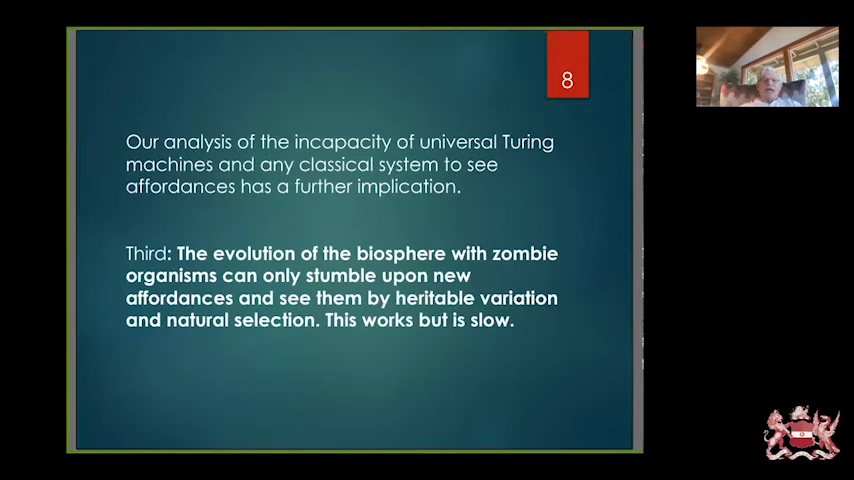 8
Our analysis of the incapacity of universal Turing
machines and any classical system to see
affordances has a further implication.
Third: The evolution of the biosphere with zombie
organisms can only stumble upon new
affordances and see them by heritable variation
and natural selection. This works but is slow.